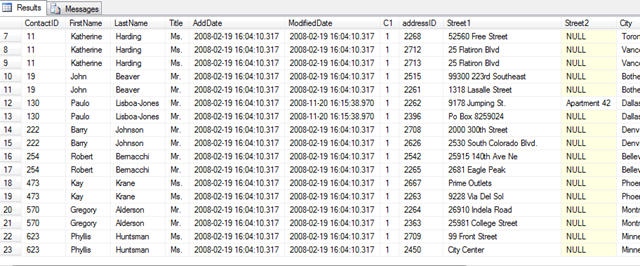 Results Messages
ContactID FirstName LastName Title AddDate ModifiedDate C1 addressID Street1 Street2 City
7 11 Katherine Harding Ms. 2008-02-19 16:04:10.317 2008-02-19 16:04:10.317 1 2268 52560 Free Street NULL Toron
8 11 Katherine Harding Ms. 2008-02-19 16:04:10.317 2008-02-19 16:04:10.317 1 2712 25 Flatiron Blvd NULL Vanco
9 11 Katherine Harding Ms. 2008-02-19 16:04:10.317 2008-02-19 16:04:10.317 1 2713 25 Flatiron Blvd NULL Vanco
10 19 John Beaver Mr. 2008-02-19 16:04:10.317 2008-02-19 16:04:10.317 1 2515 99300 223rd Southeast NULL Bothe
11 19 John Beaver Mr. 2008-02-19 16:04:10.317 2008-02-19 16:04:10.317 1 2261 1318 Lasalle Street NULL Bothe
12 130 Paulo Lisboa-Jones Mr. 2008-02-19 16:04:10.317 2008-11-20 16:15:38.970 1 2262 9178 Jumping St. Apartment 42 Dallas
13 130 Paulo Lisboa-Jones Mr. 2008-02-19 16:04:10.317 2008-11-20 16:15:38.970 1 2396 Po Box 8259024 NULL Dallas
14 222 Barry Johnson Mr. 2008-02-19 16:04:10.317 2008-02-19 16:04:10.317 1 2708 2000 300th Street NULL Denve
15 222 Barry Johnson Mr. 2008-02-19 16:04:10.317 2008-02-19 16:04:10.317 1 2626 2530 South Colorado Blvd. NULL Denve
16 254 Robert Bernacchi Mr. 2008-02-19 16:04:10.317 2008-02-19 16:04:10.317 1 2542 25915 140th Ave Ne NULL Bellev
17 254 Robert Bernacchi Mr. 2008-02-19 16:04:10.317 2008-02-19 16:04:10.317 1 2265 2681 Eagle Peak NULL Bellev
18 473 Kay Krane Ms. 2008-02-19 16:04:10.317 2008-02-19 16:04:10.317 1 2667 Prime Outlets NULL Phoen
19 473 Kay Krane Ms. 2008-02-19 16:04:10.317 2008-02-19 16:04:10.317 1 2263 9228 Via Del Sol NULL Phoen
20 570 Gregory Alderson Mr. 2008-02-19 16:04:10.317 2008-02-19 16:04:10.317 1 2264 26910 Indela Road NULL Montre
21 570 Gregory Alderson Mr. 2008-02-19 16:04:10.317 2008-02-19 16:04:10.317 1 2363 25981 College Street NULL Montre
22 623 Phyllis Huntsman Ms. 2008-02-19 16:04:10.317 2008-02-19 16:04:10.317 1 2709 99 Front Street NULL Minne
23 623 Phyllis Huntsman Ms. 2008-02-19 16:04:10.317 2008-02-19 16:04:10.317 1 2450 City Center NULL Minne